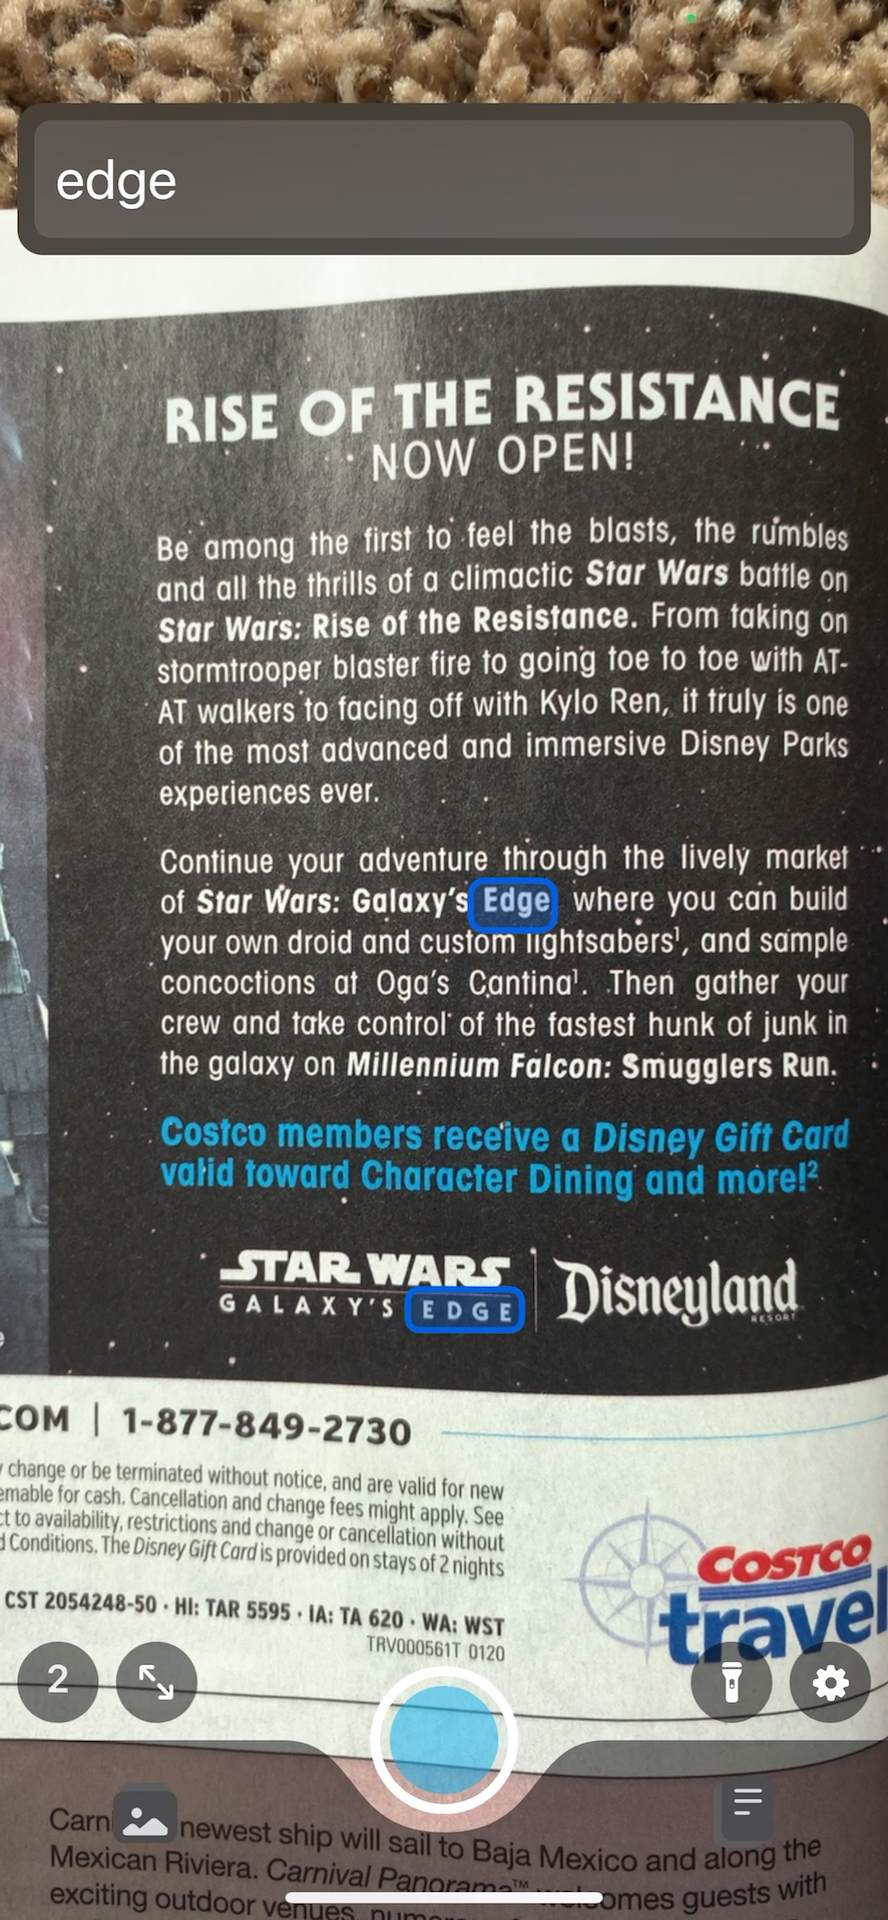 edge
RISE OF THE RESISTANCE
NOW OPEN!
Be among the first to feel the blasts, the rumbles
and all the thrills of a climactic Star Wars battle on
Star Wars: Rise of the Resistance. From taking on
stormtrooper blaster fire to going toe to toe with AT-
AT walkers to facing off with Kylo Ren, it truly is one
of the most advanced and immersive Disney Parks
experiences ever.
Continue your adventure through the lively market
of Star Wars: Galaxy's Edge where you can build
your own droid and custom lightsabers¹, and sample
concoctions at Oga's Cantina¹. Then gather your
crew and take control of the fastest hunk of junk in
the galaxy on Millennium Falcon: Smugglers Run.
Costco members receive a Disney Gift Card
valid toward Character Dining and more!²
STAR WARS
GALAXY'S EDGE
Disneyland
RESORT
COM | 1-877-849-2730
change or be terminated without notice, and are valid for new
emable for cash. Cancellation and change fees might apply. See
ct to availability, restrictions and change or cancellation without
d Conditions. The Disney Gift Card is provided on stays of 2 nights
CST 2054248-50 · HI: TAR 5595 · IA: TA 620 · WA: WST
TRV000561T 0120
COSTCO
travel
2
Carni newest ship will sail to Baja Mexico and along the
Mexican Riviera. Carnival Panorama™ welcomes guests with
exciting outdoor venues,